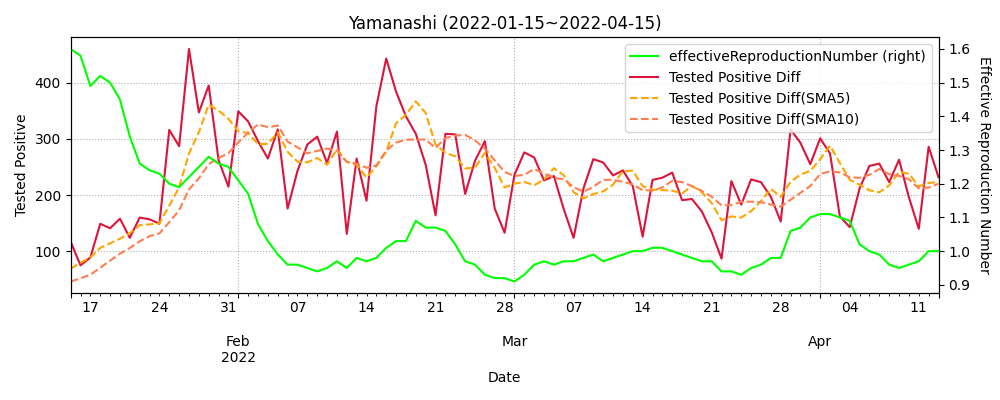 Yamanashi (2022-01-15~2022-04-15)
effectiveReproductionNumber (right)
Tested Positive Diff
Tested Positive Diff(SMA5)
Tested Positive Diff(SMA10)
Tested Positive
400
300
200
100
1.6
1.5
1.4
1.3
1.2
1.1
1.0
0.9
Effective Reproduction Number
17 24 31 07 14 21 28 07 14 21 28 04 11
Feb Mar Apr
2022
Date